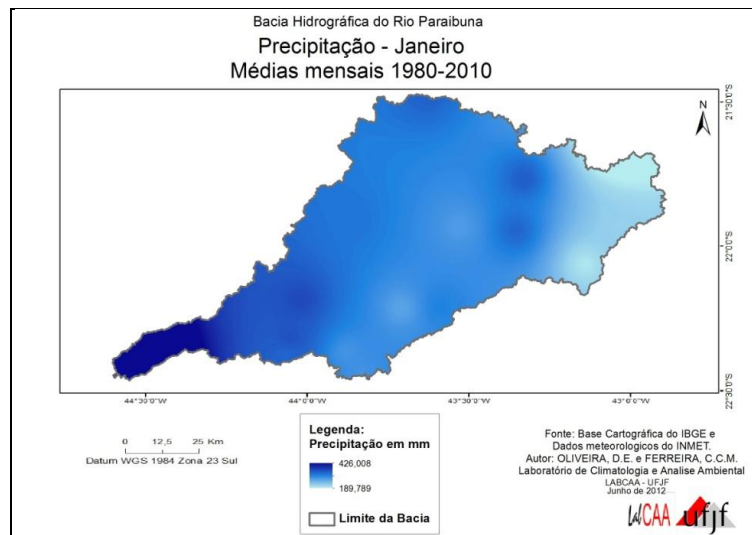 Bacia Hidrográfica do Rio Paraibuna
Precipitação - Janeiro
Médias mensais 1980-2010
N
21°30'0"S
22°0'0"S
22°30'0"S
44°30'0"W
44°0'0"W
43°30'0"W
43°0'0"W
0 12,5 25 Km
Datum WGS 1984 Zona 23 Sul
Legenda:
Precipitação em mm
426,008
189,789
Limite da Bacia
Fonte: Base Cartográfica do IBGE e
Dados meteorologicos do INMET.
Autor: OLIVEIRA, D.E. e FERREIRA, C.C.M.
Laboratório de Climatologia e Analise Ambiental
LABCAA - UFJF
Junho de 2012
LabCAA ufjf